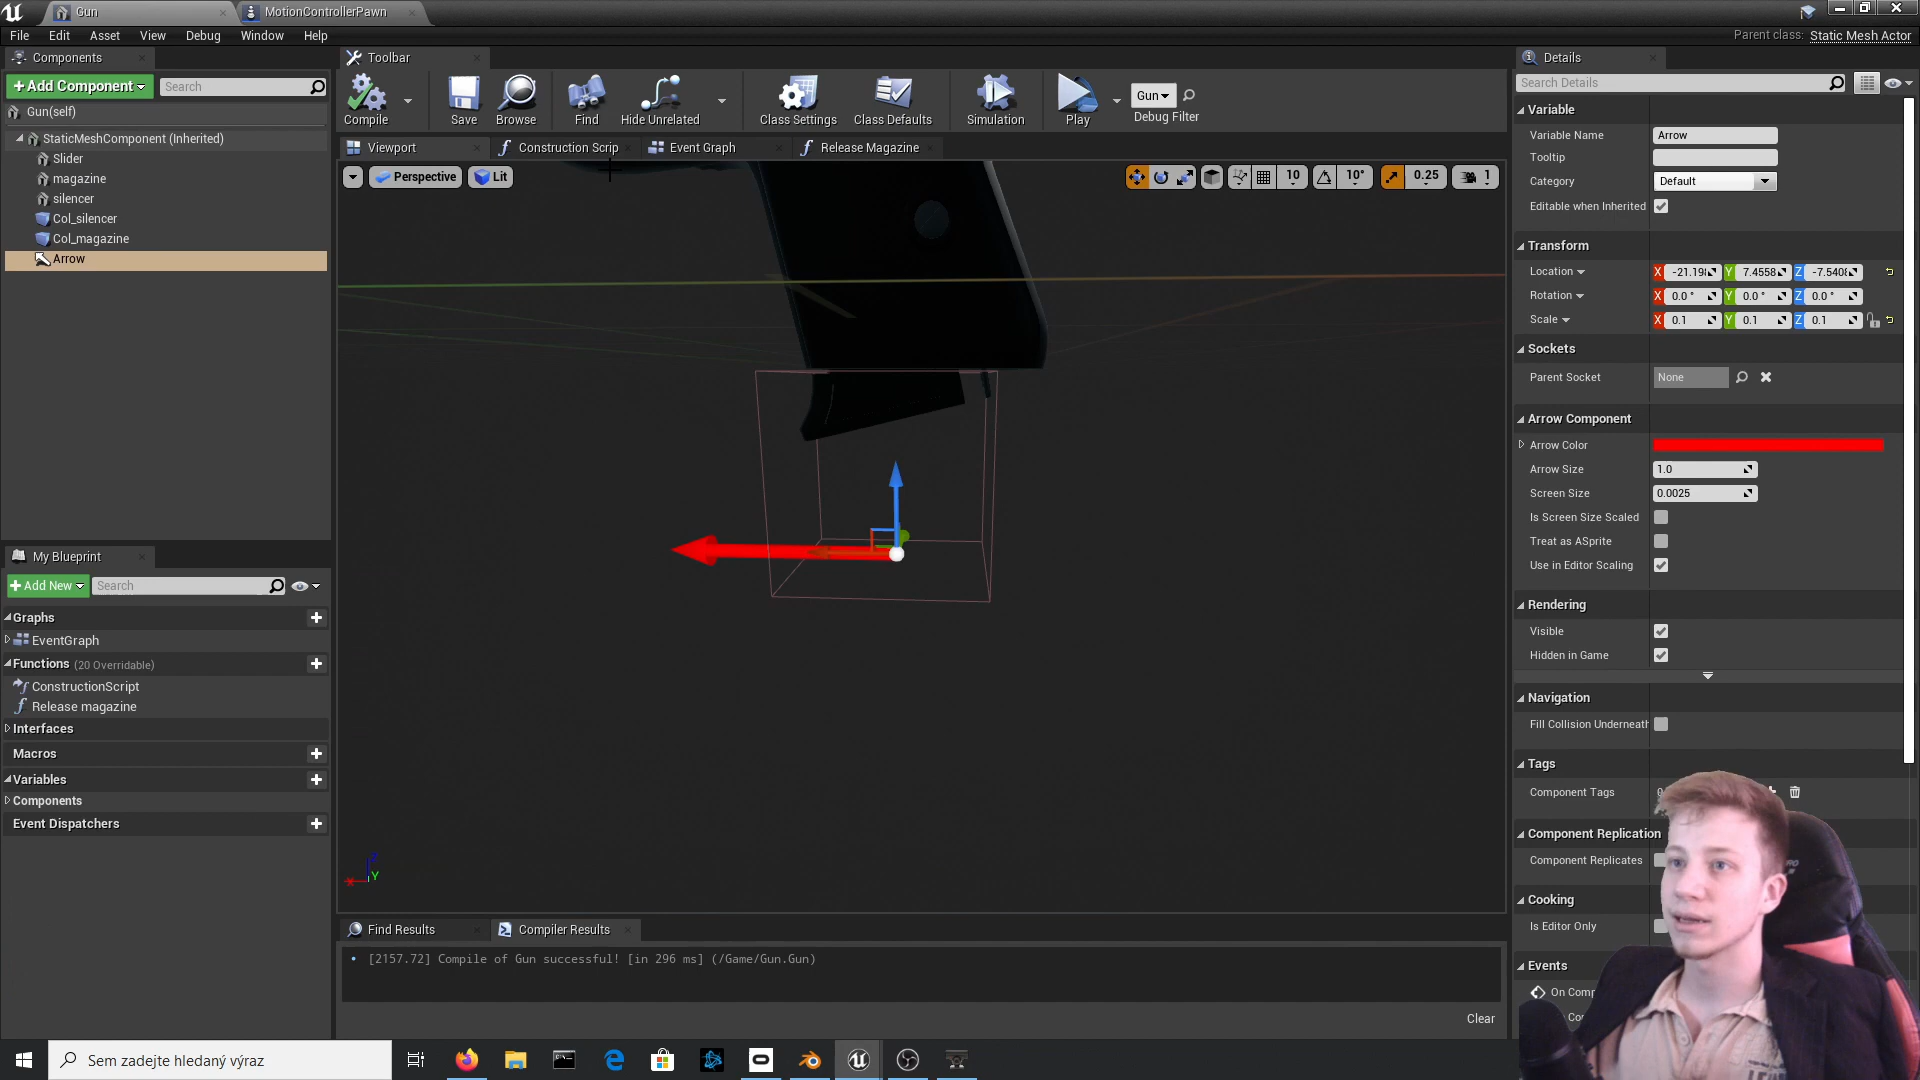 Gun
MotionControllerPawn
File Edit Asset View Debug Window Help
Parent class: Static Mesh Actor
Components
+ Add Component
Search
Gun(self)
StaticMeshComponent (Inherited)
Slider
magazine
silencer
Col_silencer
Col_magazine
Arrow
My Blueprint
+ Add New
Search
Graphs
EventGraph
Functions (20 Overridable)
ConstructionScript
Release magazine
Interfaces
Macros
Variables
Components
Event Dispatchers
Toolbar
Compile
Save
Browse
Find
Hide Unrelated
Class Settings
Class Defaults
Simulation
Play
Gun
Debug Filter
Viewport
Construction Scrip
Event Graph
Release Magazine
Perspective
Lit
10
10°
0.25
1
Z
X
Y
Find Results
Compiler Results
[2157.72] Compile of Gun successful! [in 296 ms] (/Game/Gun.Gun)
Clear
Details
Search Details
Variable
Variable Name Arrow
Tooltip
Category Default
Editable when Inherited
Transform
Location X -21.19 Y 7.4558 Z -7.540
Rotation X 0.0 ° Y 0.0 ° Z 0.0 °
Scale X 0.1 Y 0.1 Z 0.1
Sockets
Parent Socket None
Arrow Component
Arrow Color
Arrow Size 1.0
Screen Size 0.0025
Is Screen Size Scaled
Treat as ASprite
Use in Editor Scaling
Rendering
Visible
Hidden in Game
Navigation
Fill Collision Underneath
Tags
Component Tags
Component Replication
Component Replicates
Cooking
Is Editor Only
Events
On Comp
Sem zadejte hledaný výraz